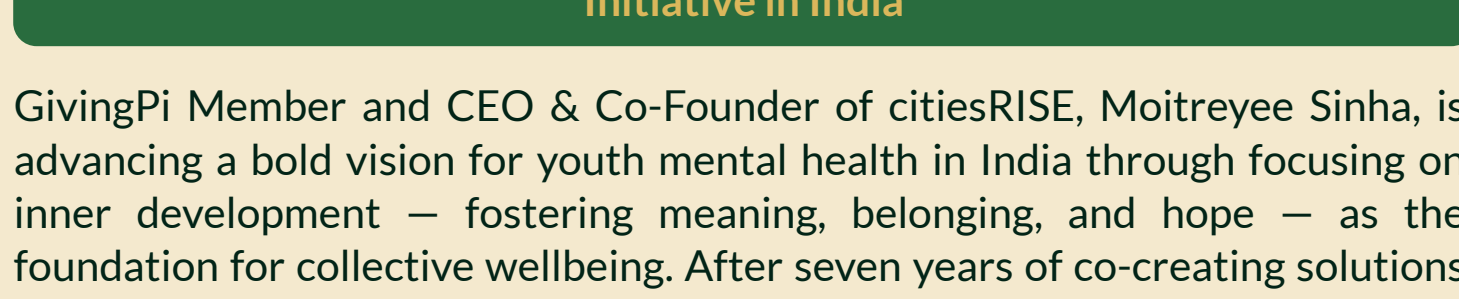 Initiative in India
GivingPi Member and CEO & Co-Founder of citiesRISE, Moitreyee Sinha, is
advancing a bold vision for youth mental health in India through focusing on
inner development — fostering meaning, belonging, and hope — as the
foundation for collective wellbeing. After seven years of co-creating solutions